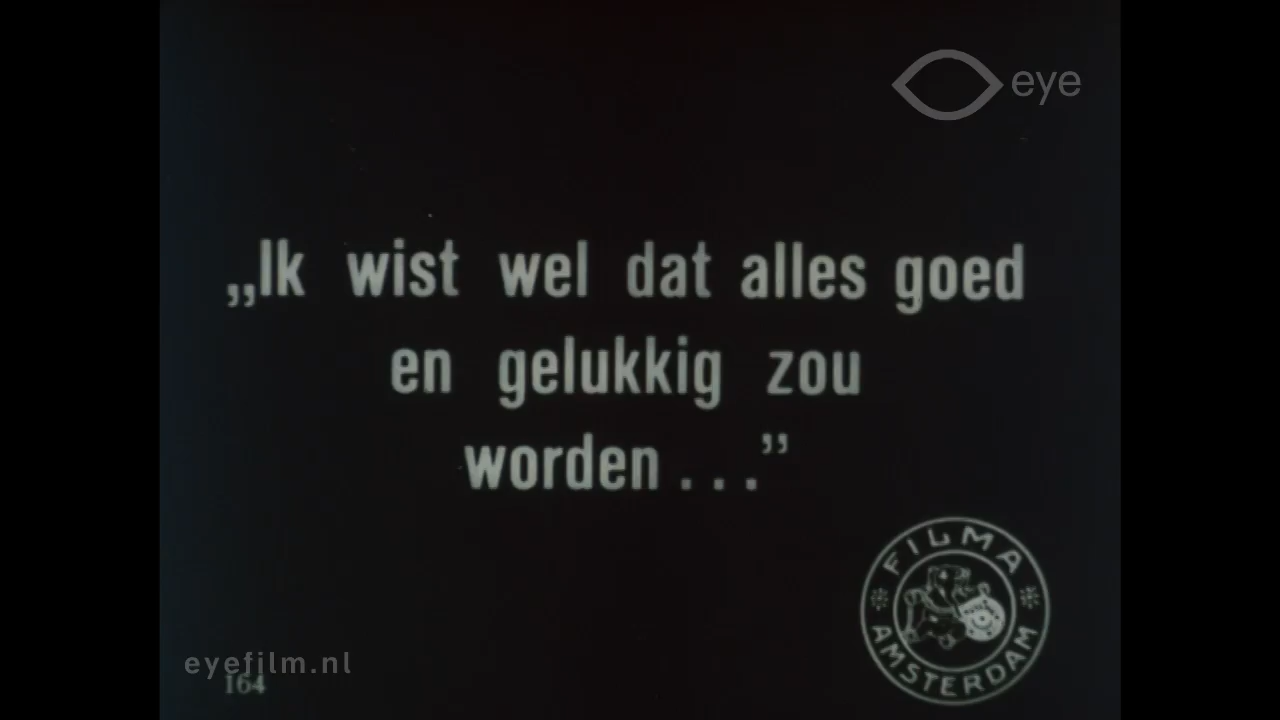 eye
„Ik wist wel dat alles goed
en gelukkig zou
worden . . .”
FILMA
AMSTERDAM
eyefilm.nl
164